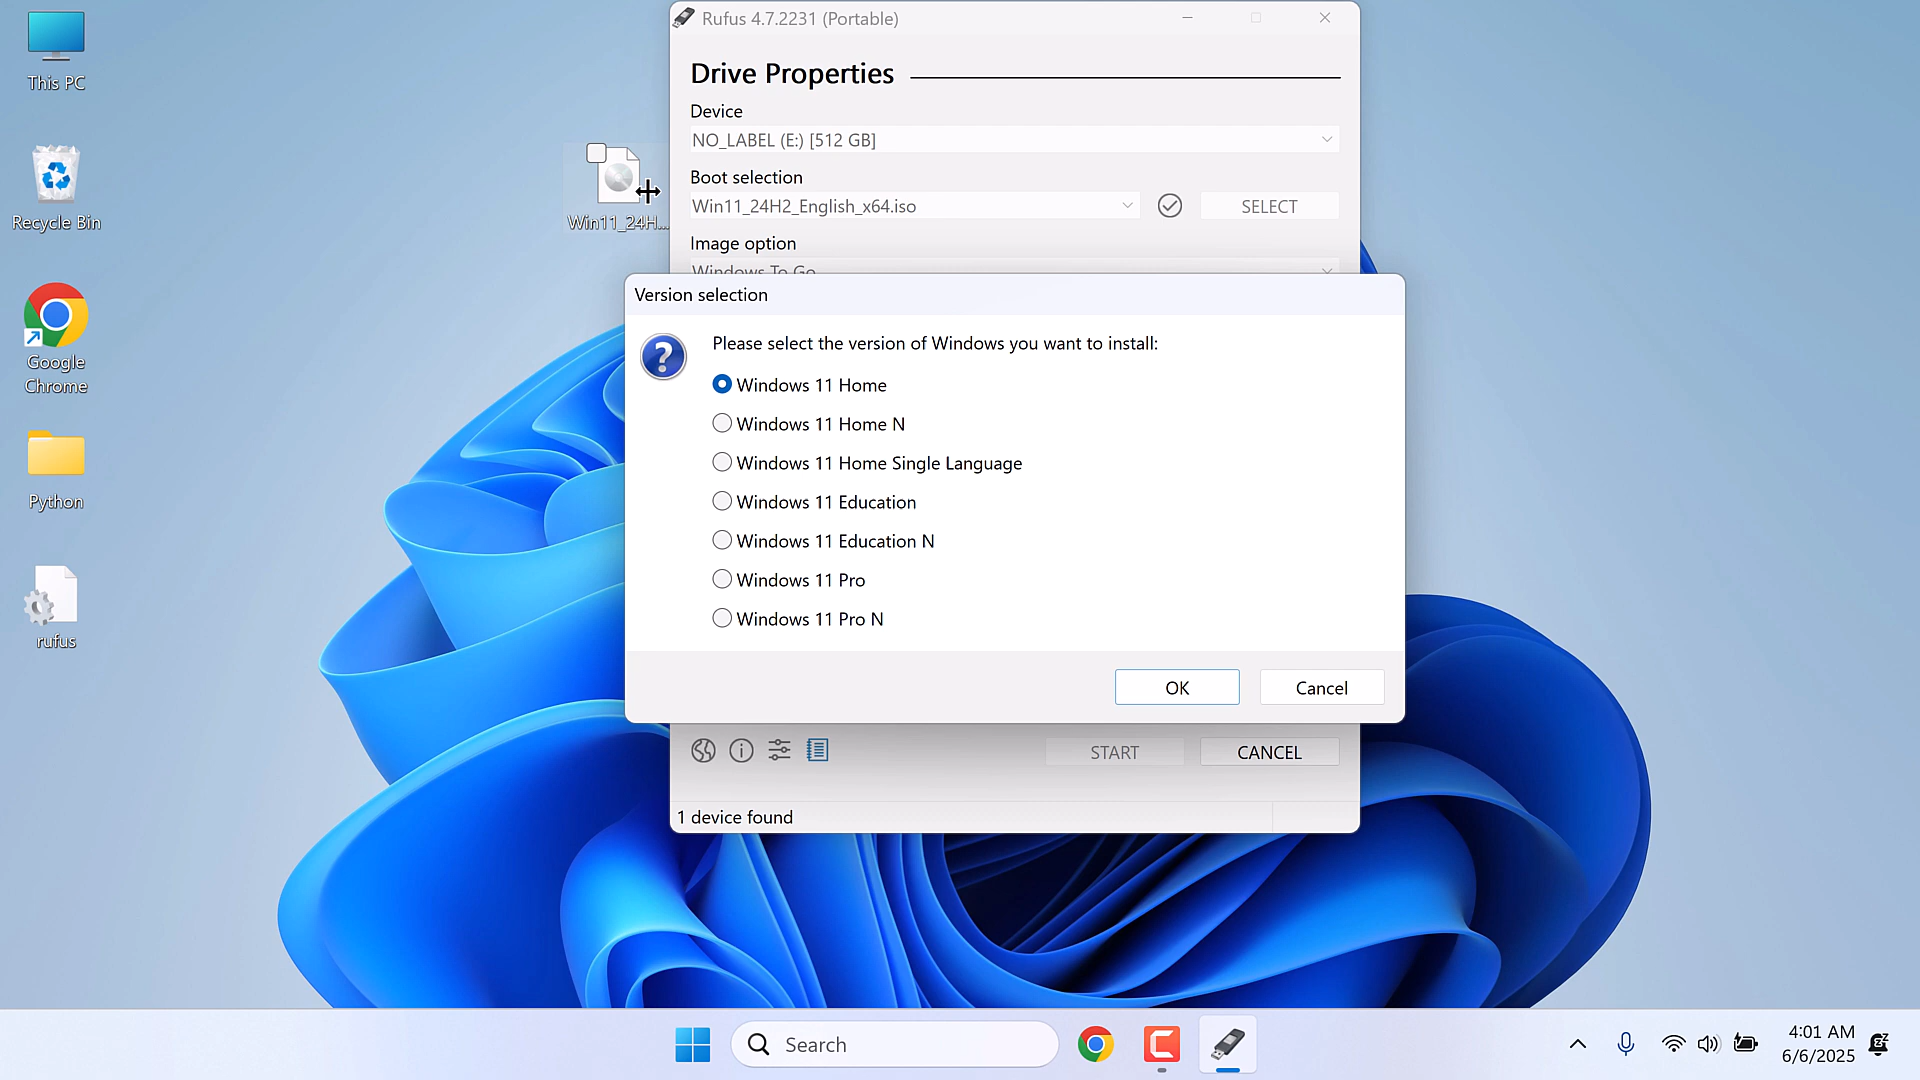 This PC
Recycle Bin
Google
Chrome
Python
rufus
Win11_24H...
Rufus 4.7.2231 (Portable)
Drive Properties
Device
NO_LABEL (E:) [512 GB]
Boot selection
Win11_24H2_English_x64.iso
SELECT
Image option
Windows To Go
Version selection
Please select the version of Windows you want to install:
Windows 11 Home
Windows 11 Home N
Windows 11 Home Single Language
Windows 11 Education
Windows 11 Education N
Windows 11 Pro
Windows 11 Pro N
OK
Cancel
START
CANCEL
1 device found
Search
4:01 AM
6/6/2025